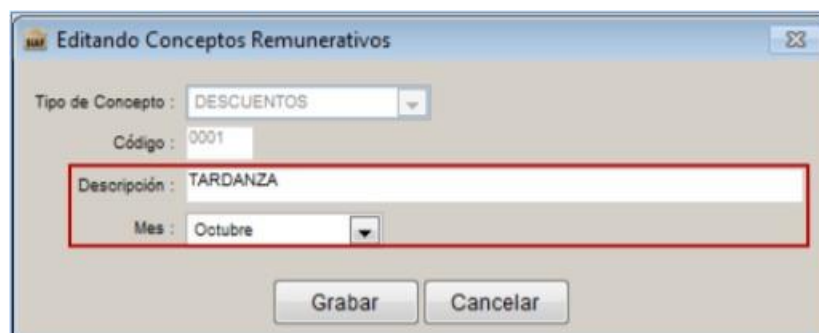 Editando Conceptos Remunerativos
Tipo de Concepto : DESCUENTOS
Código : 0001
Descripción : TARDANZA
Mes : Octubre
Grabar Cancelar